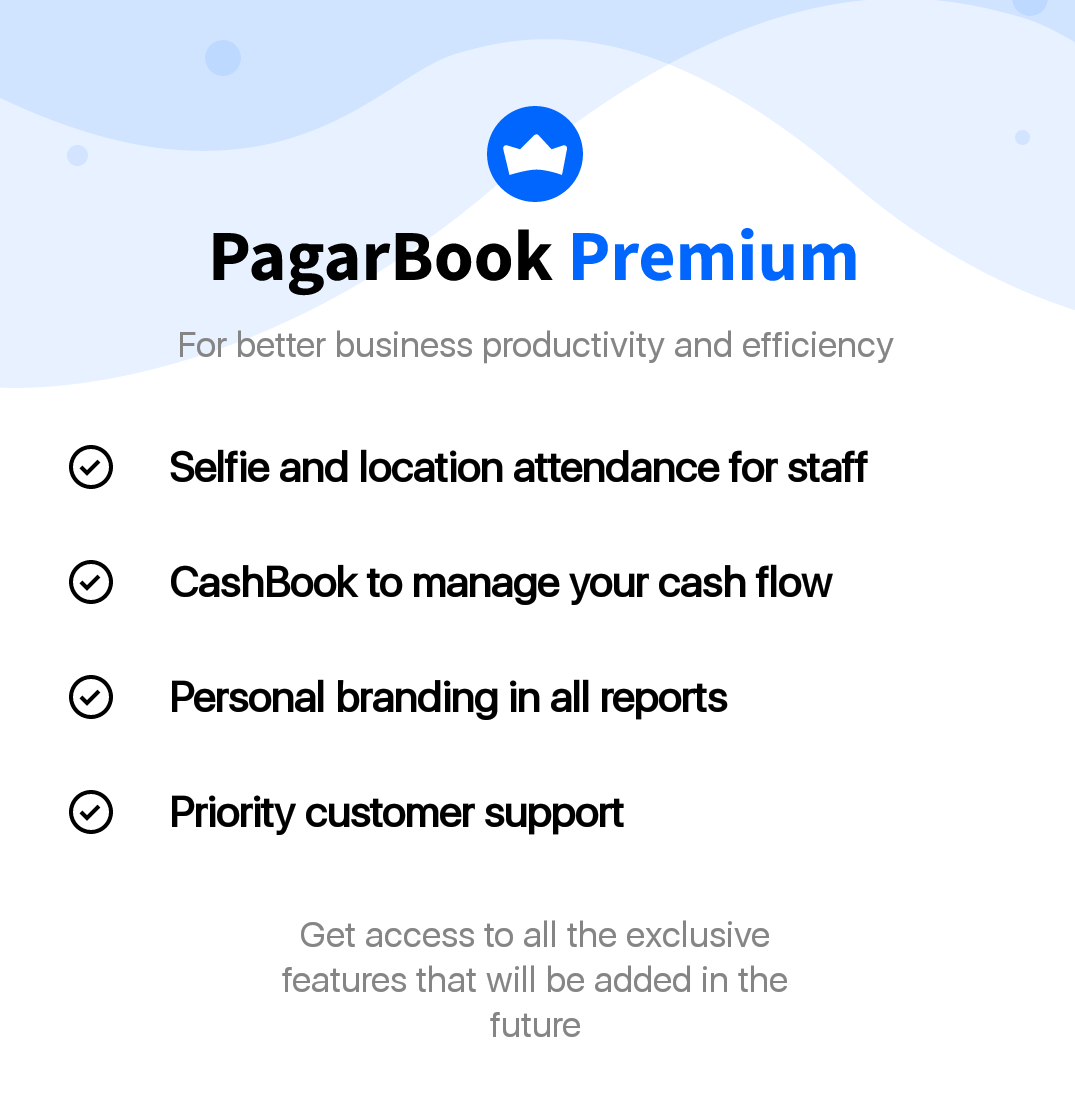 PagarBook Premium
For better business productivity and efficiency
Selfie and location attendance for staff
CashBook to manage your cash flow
Personal branding in all reports
Priority customer support
Get access to all the exclusive
features that will be added in the
future